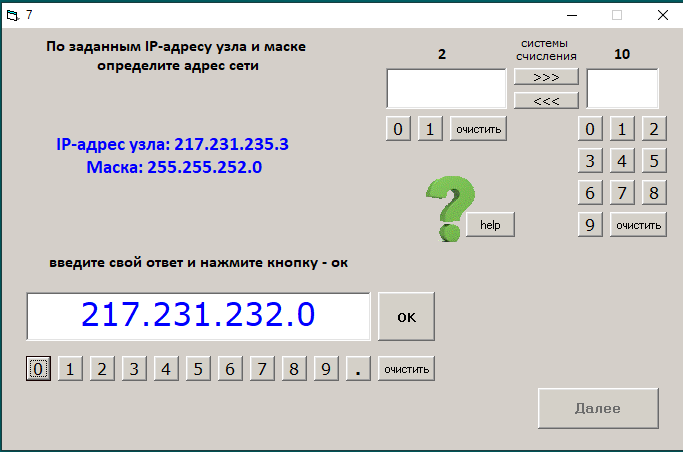 7
По заданным IP-адресу узла и маске
определите адрес сети
IP-адрес узла: 217.231.235.3
Маска: 255.255.252.0
2
системы
счисления
10
>>>
<<<
0 1 очистить
0 1 2
3 4 5
6 7 8
9 очистить
help
введите свой ответ и нажмите кнопку - ок
217.231.232.0
ок
0 1 2 3 4 5 6 7 8 9 . очистить
Далее